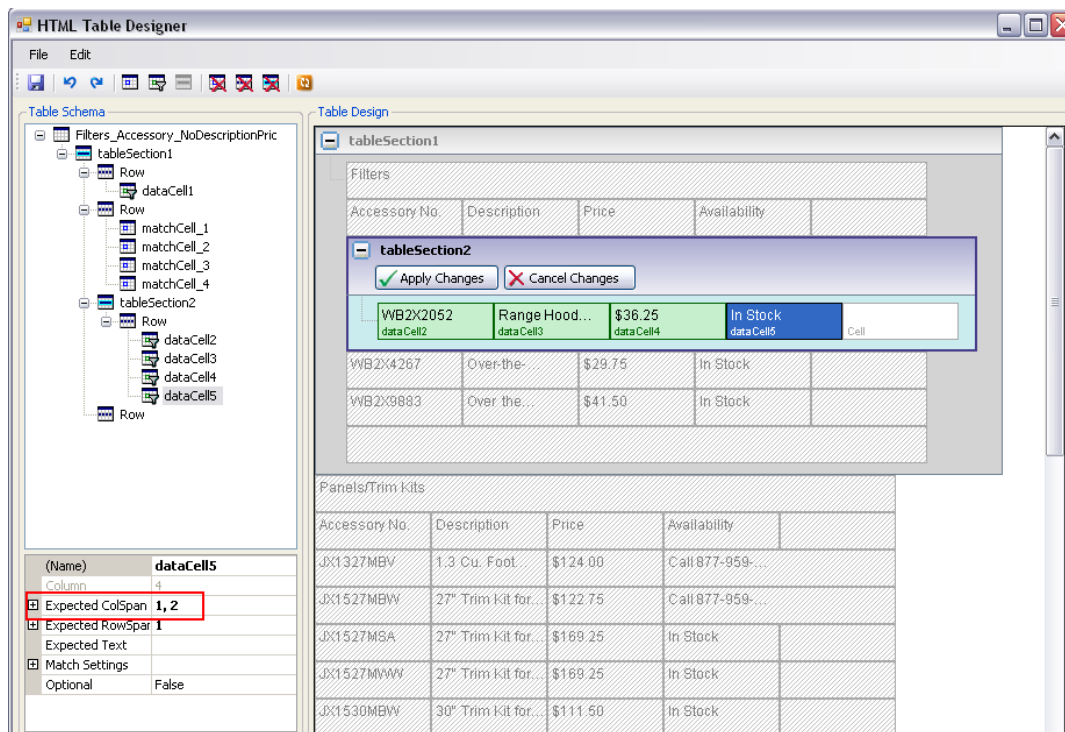 HTML Table Designer
File Edit
Table Schema
Filters_Accessory_NoDescriptionPric
tableSection1
Row
dataCell1
Row
matchCell_1
matchCell_2
matchCell_3
matchCell_4
tableSection2
Row
dataCell2
dataCell3
dataCell4
dataCell5
Row
(Name) dataCell5
Column 4
Expected ColSpan 1, 2
Expected RowSpan 1
Expected Text
Match Settings
Optional False
Table Design
tableSection1
Filters
Accessory No. Description Price Availability
tableSection2
Apply Changes Cancel Changes
WB2X2052 Range Hood... $36.25 In Stock
dataCell2 dataCell3 dataCell4 dataCell5 Cell
WB2X4267 Over-the-... $29.75 In Stock
WB2X9883 Over the... $41.50 In Stock
Panels/Trim Kits
Accessory No. Description Price Availability
JX1327MBV 1.3 Cu. Foot... $124.00 Call 877-959-...
JX1527MBW 27" Trim Kit for... $122.75 Call 877-959-...
JX1527MSA 27" Trim Kit for... $169.25 In Stock
JX1527MWW 27" Trim Kit for... $169.25 In Stock
JX1530MBW 30" Trim Kit for... $111.50 In Stock